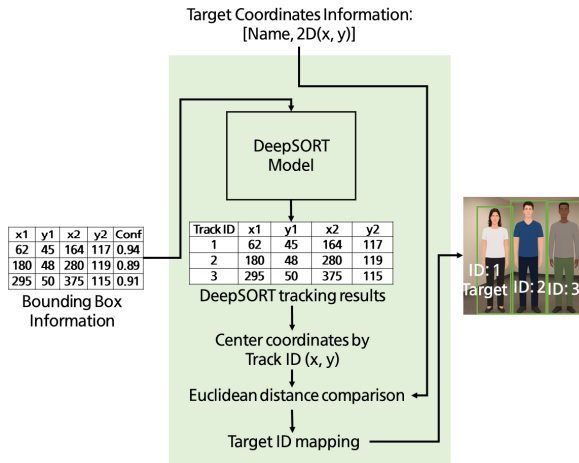 Target Coordinates Information:
[Name, 2D(x, y)]
DeepSORT
Model
x1 y1 x2 y2 Conf
62 45 164 117 0.94
180 48 280 119 0.89
295 50 375 115 0.91
Bounding Box
Information
Track ID x1 y1 x2 y2
1 62 45 164 117
2 180 48 280 119
3 295 50 375 115
DeepSORT tracking results
Center coordinates by
Track ID (x, y)
Euclidean distance comparison
Target ID mapping
ID: 1
Target
ID: 2
ID: 3